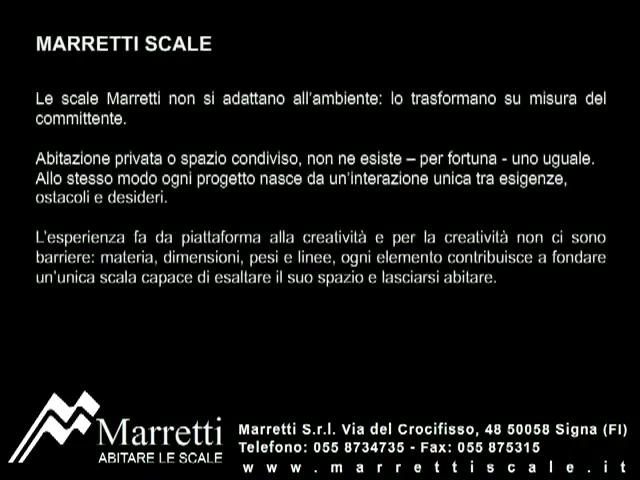 MARRETTI SCALE
Le scale Marretti non si adattano all'ambiente: lo trasformano su misura del
committente.
Abitazione privata o spazio condiviso, non ne esiste – per fortuna - uno uguale.
Allo stesso modo ogni progetto nasce da un'interazione unica tra esigenze,
ostacoli e desideri.
L'esperienza fa da piattaforma alla creatività e per la creatività non ci sono
barriere: materia, dimensioni, pesi e linee, ogni elemento contribuisce a fondare
un'unica scala capace di esaltare il suo spazio e lasciarsi abitare.
Marretti
ABITARE LE SCALE
Marretti S.r.l. Via del Crocifisso, 48 50058 Signa (FI)
Telefono: 055 8734735 - Fax: 055 875315
www.marrettiscale.it